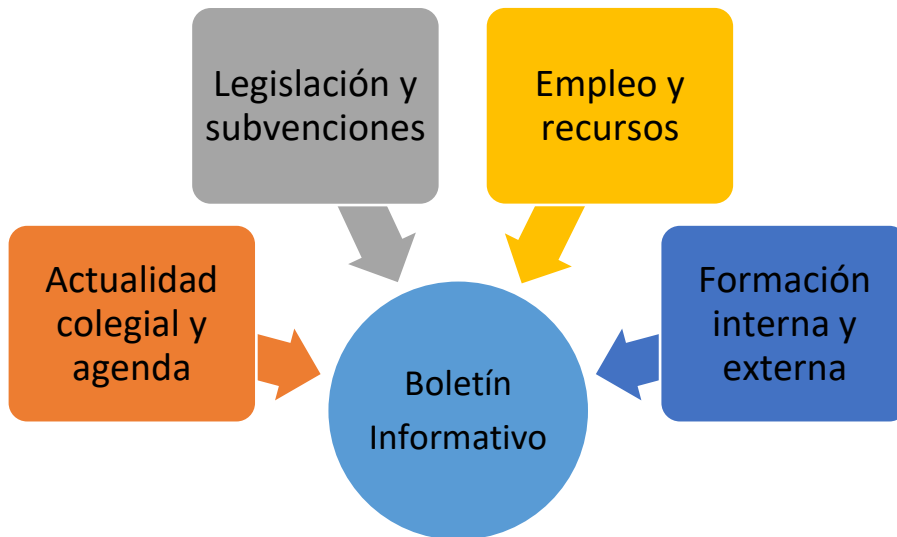 Legislación y
subvenciones
Empleo y
recursos
Actualidad
colegial y
agenda
Formación
interna y
externa
Boletín
Informativo